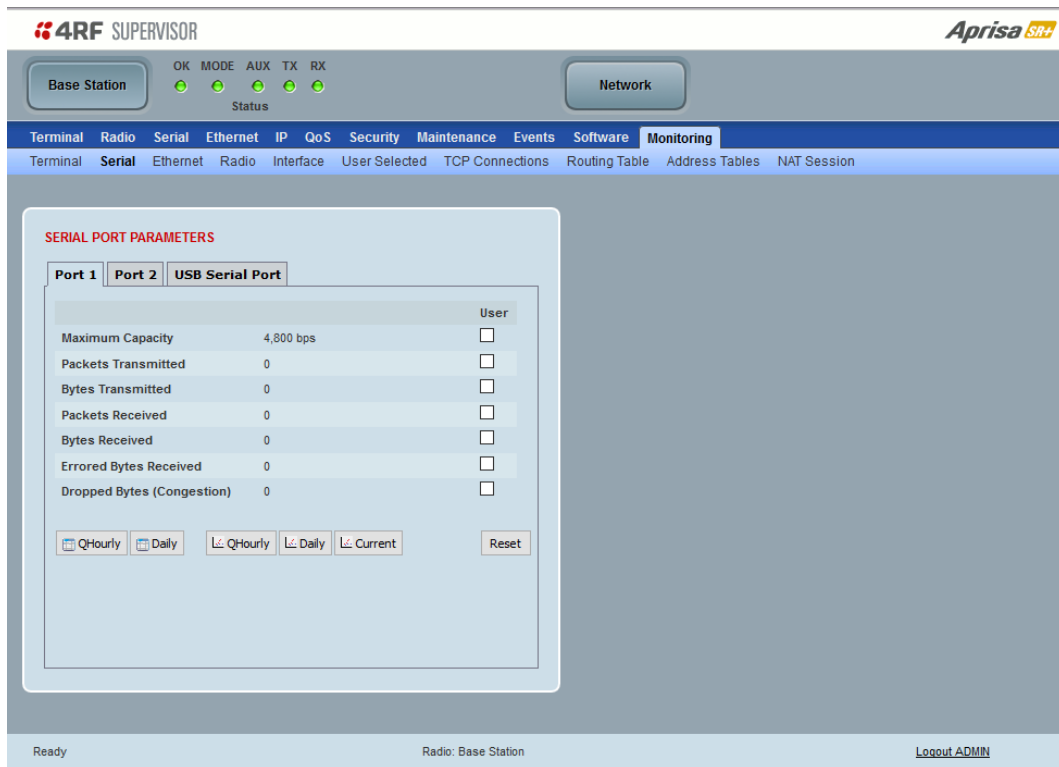 4RF SUPERVISOR
Aprisa SR+
OK MODE AUX TX RX
Base Station
Network
Status
Terminal Radio Serial Ethernet IP QoS Security Maintenance Events Software Monitoring
Terminal Serial Ethernet Radio Interface User Selected TCP Connections Routing Table Address Tables NAT Session
SERIAL PORT PARAMETERS
Port 1 Port 2 USB Serial Port
User
Maximum Capacity 4,800 bps
Packets Transmitted 0
Bytes Transmitted 0
Packets Received 0
Bytes Received 0
Errored Bytes Received 0
Dropped Bytes (Congestion) 0
QHourly Daily QHourly Daily Current Reset
Ready Radio: Base Station Logout ADMIN